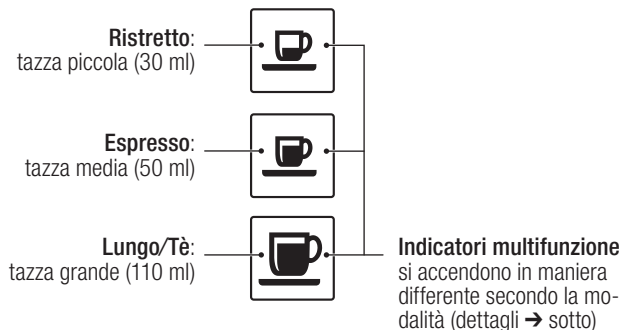 Ristretto:
tazza piccola (30 ml)
Espresso:
tazza media (50 ml)
Lungo/Tè:
tazza grande (110 ml)
Indicatori multifunzione
si accendono in maniera
differente secondo la mo-
dalità (dettagli ➔ sotto)